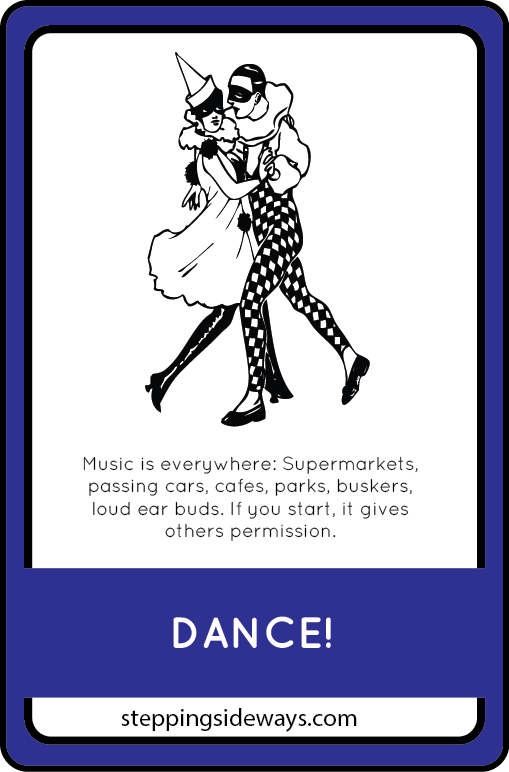 Music is everywhere: Supermarkets,
passing cars, cafes, parks, buskers,
loud ear buds. If you start, it gives
others permission.
DANCE!
steppingsideways.com